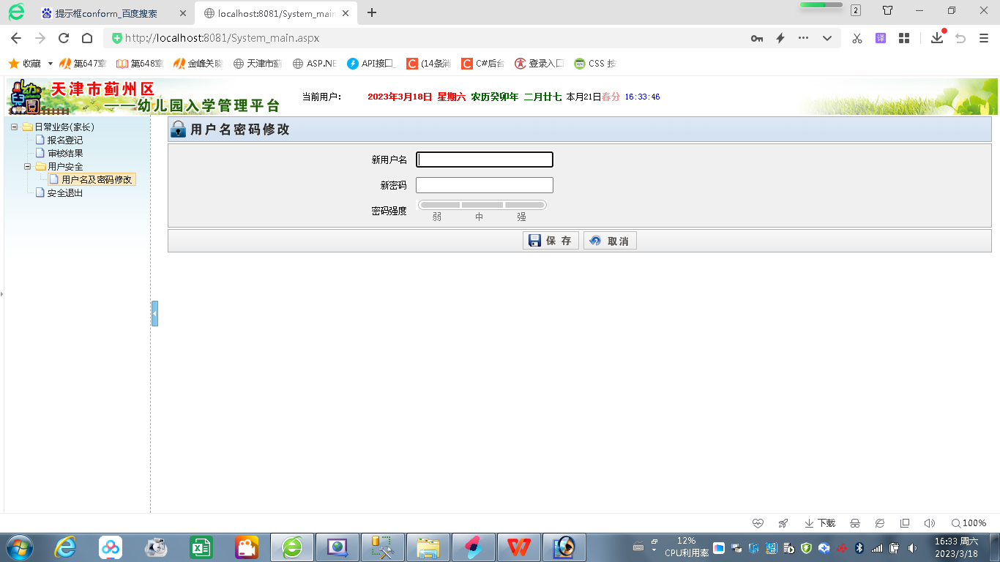 提示框conform_百度搜索
localhost:8081/System_main
2
http://localhost:8081/System_main.aspx
译
收藏 第647章 第648章 金峰关晓 天津市蓟 ASP.NE API接口_ (14条消 C#后台 登录入口 CSS 按
天津市蓟州区
——幼儿园入学管理平台
当前用户： 2023年3月18日 星期六 农历癸卯年 二月廿七 本月21日春分 16:33:46
日常业务(家长)
报名登记
审核结果
用户安全
用户名及密码修改
安全退出
用户名密码修改
新用户名
新密码
密码强度
弱 中 强
保 存 取消
下载 100%
12%
CPU利用率
16:33 周六
2023/3/18